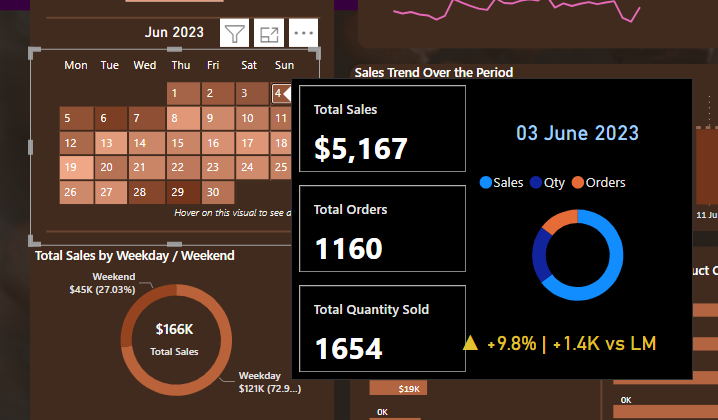 Jun 2023
Mon Tue Wed Thu Fri Sat Sun
1 2 3 4
5 6 7 8 9 10 11
12 13 14 15 16 17 18
19 20 21 22 23 24 25
26 27 28 29 30
Hover on this visual to see
Total Sales by Weekday / Weekend
Weekend
$45K (27.03%)
$166K
Total Sales
Weekday
$121K (72.9...)
Sales Trend Over the Period
Total Sales
$5,167
Total Orders
1160
Total Quantity Sold
1654
03 June 2023
Sales Qty Orders
▲ +9.8% | +1.4K vs LM
11
$19K
0K
0K